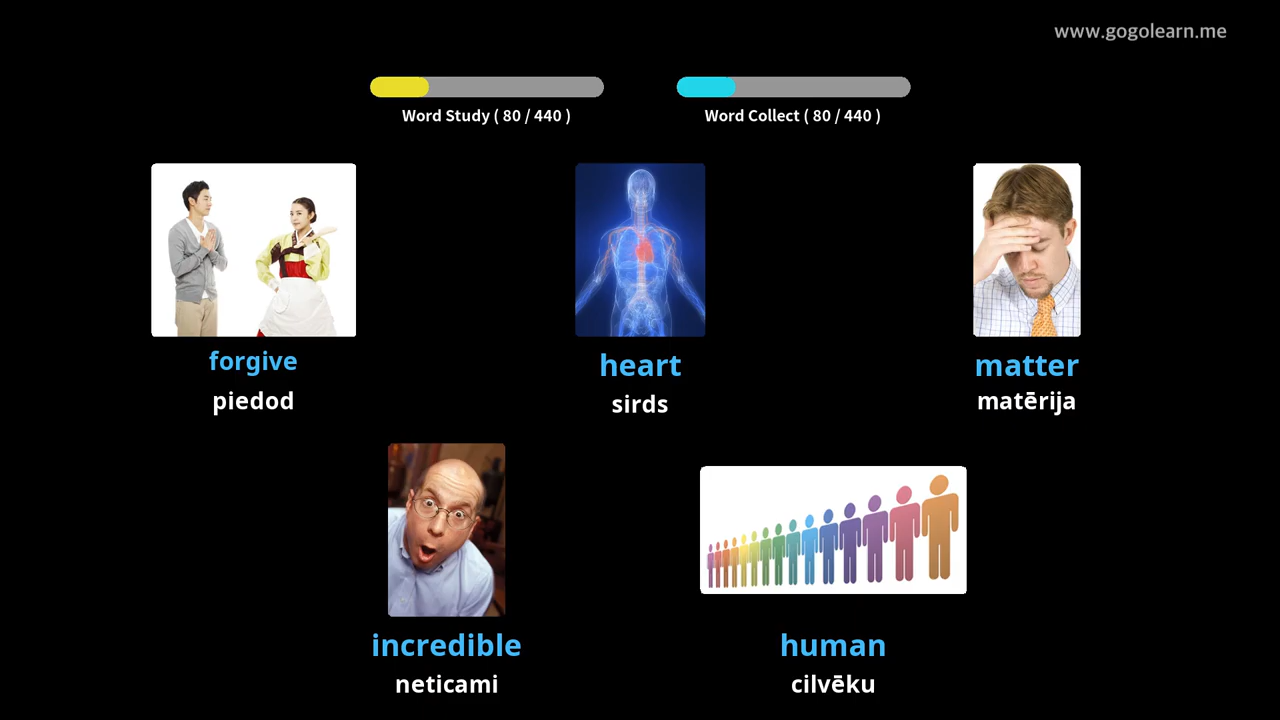 www.gogolearn.me
Word Study ( 80 / 440 )
Word Collect ( 80 / 440 )
forgive
piedod
heart
sirds
matter
matērija
incredible
neticami
human
cilvēku